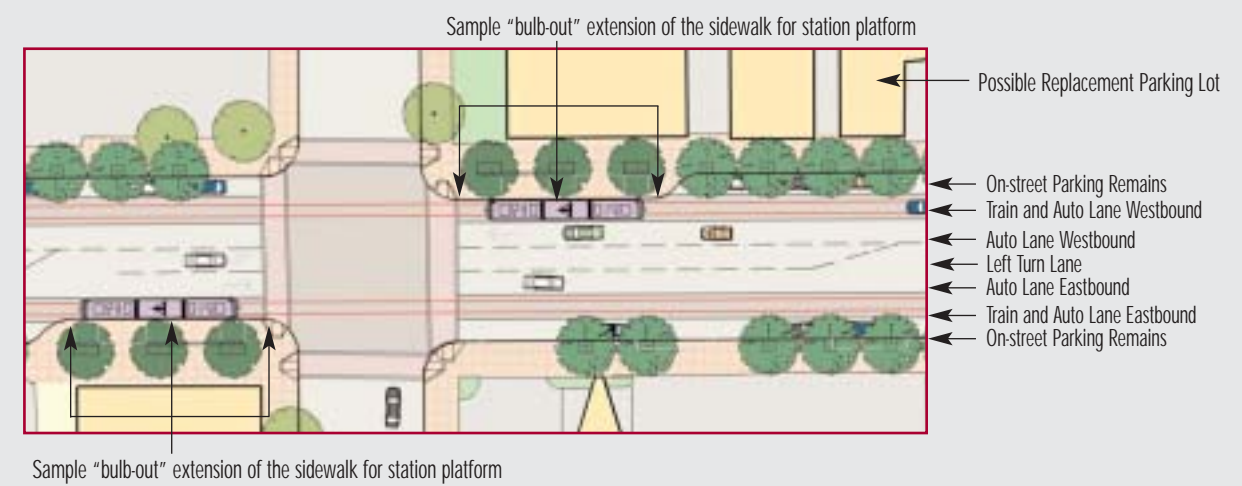 Sample “bulb-out” extension of the sidewalk for station platform
Possible Replacement Parking Lot
On-street Parking Remains
Train and Auto Lane Westbound
Auto Lane Westbound
Left Turn Lane
Auto Lane Eastbound
Train and Auto Lane Eastbound
On-street Parking Remains
Sample “bulb-out” extension of the sidewalk for station platform